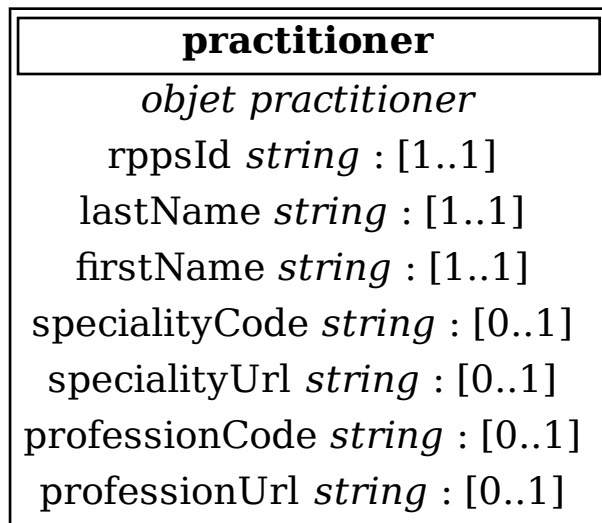 practitioner
objet practitioner
rppsId string : [1..1]
lastName string : [1..1]
firstName string : [1..1]
specialityCode string : [0..1]
specialityUrl string : [0..1]
professionCode string : [0..1]
professionUrl string : [0..1]